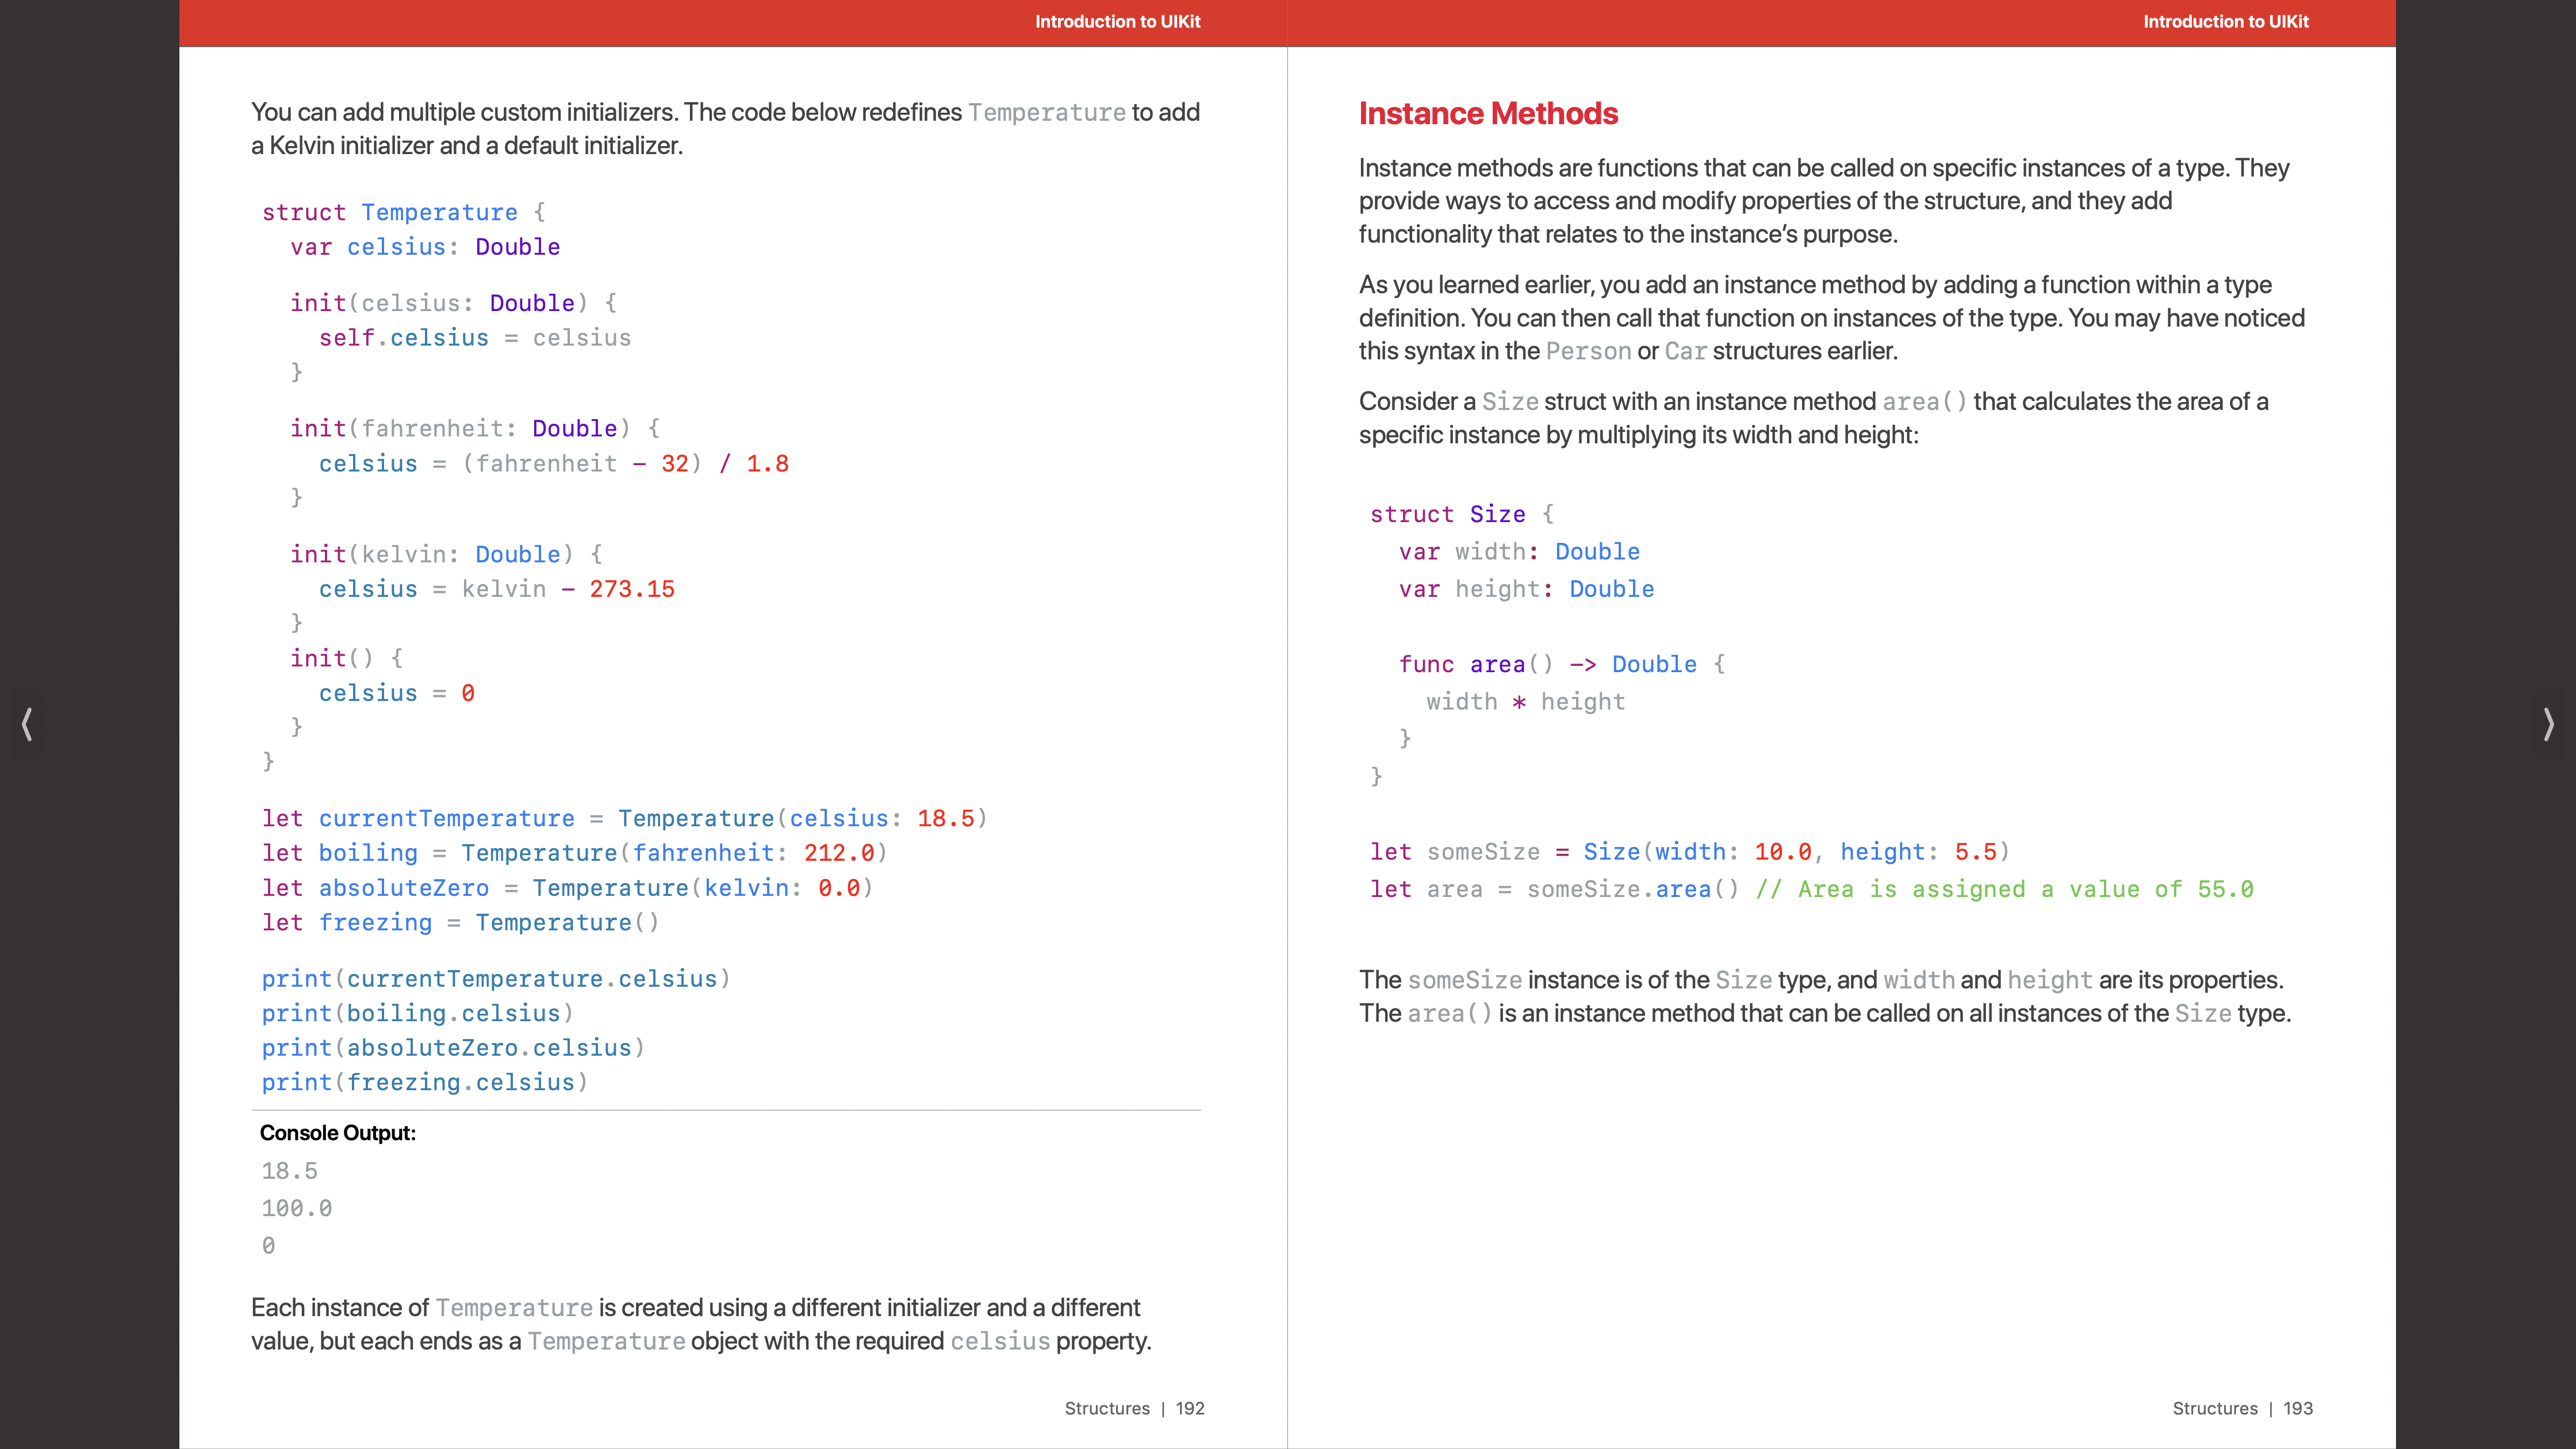 Introduction to UIKit
You can add multiple custom initializers. The code below redefines Temperature to add
a Kelvin initializer and a default initializer.
struct Temperature {
  var celsius: Double
  init(celsius: Double) {
    self.celsius = celsius
  }
  init(fahrenheit: Double) {
    celsius = (fahrenheit - 32) / 1.8
  }
  init(kelvin: Double) {
    celsius = kelvin - 273.15
  }
  init() {
    celsius = 0
  }
}
let currentTemperature = Temperature(celsius: 18.5)
let boiling = Temperature(fahrenheit: 212.0)
let absoluteZero = Temperature(kelvin: 0.0)
let freezing = Temperature()
print(currentTemperature.celsius)
print(boiling.celsius)
print(absoluteZero.celsius)
print(freezing.celsius)
Console Output:
18.5
100.0
0
Each instance of Temperature is created using a different initializer and a different
value, but each ends as a Temperature object with the required celsius property.
Structures | 192
Introduction to UIKit
Instance Methods
Instance methods are functions that can be called on specific instances of a type. They
provide ways to access and modify properties of the structure, and they add
functionality that relates to the instance’s purpose.
As you learned earlier, you add an instance method by adding a function within a type
definition. You can then call that function on instances of the type. You may have noticed
this syntax in the Person or Car structures earlier.
Consider a Size struct with an instance method area() that calculates the area of a
specific instance by multiplying its width and height:
struct Size {
  var width: Double
  var height: Double
  func area() -> Double {
    width * height
  }
}
let someSize = Size(width: 10.0, height: 5.5)
let area = someSize.area() // Area is assigned a value of 55.0
The someSize instance is of the Size type, and width and height are its properties.
The area() is an instance method that can be called on all instances of the Size type.
Structures | 193